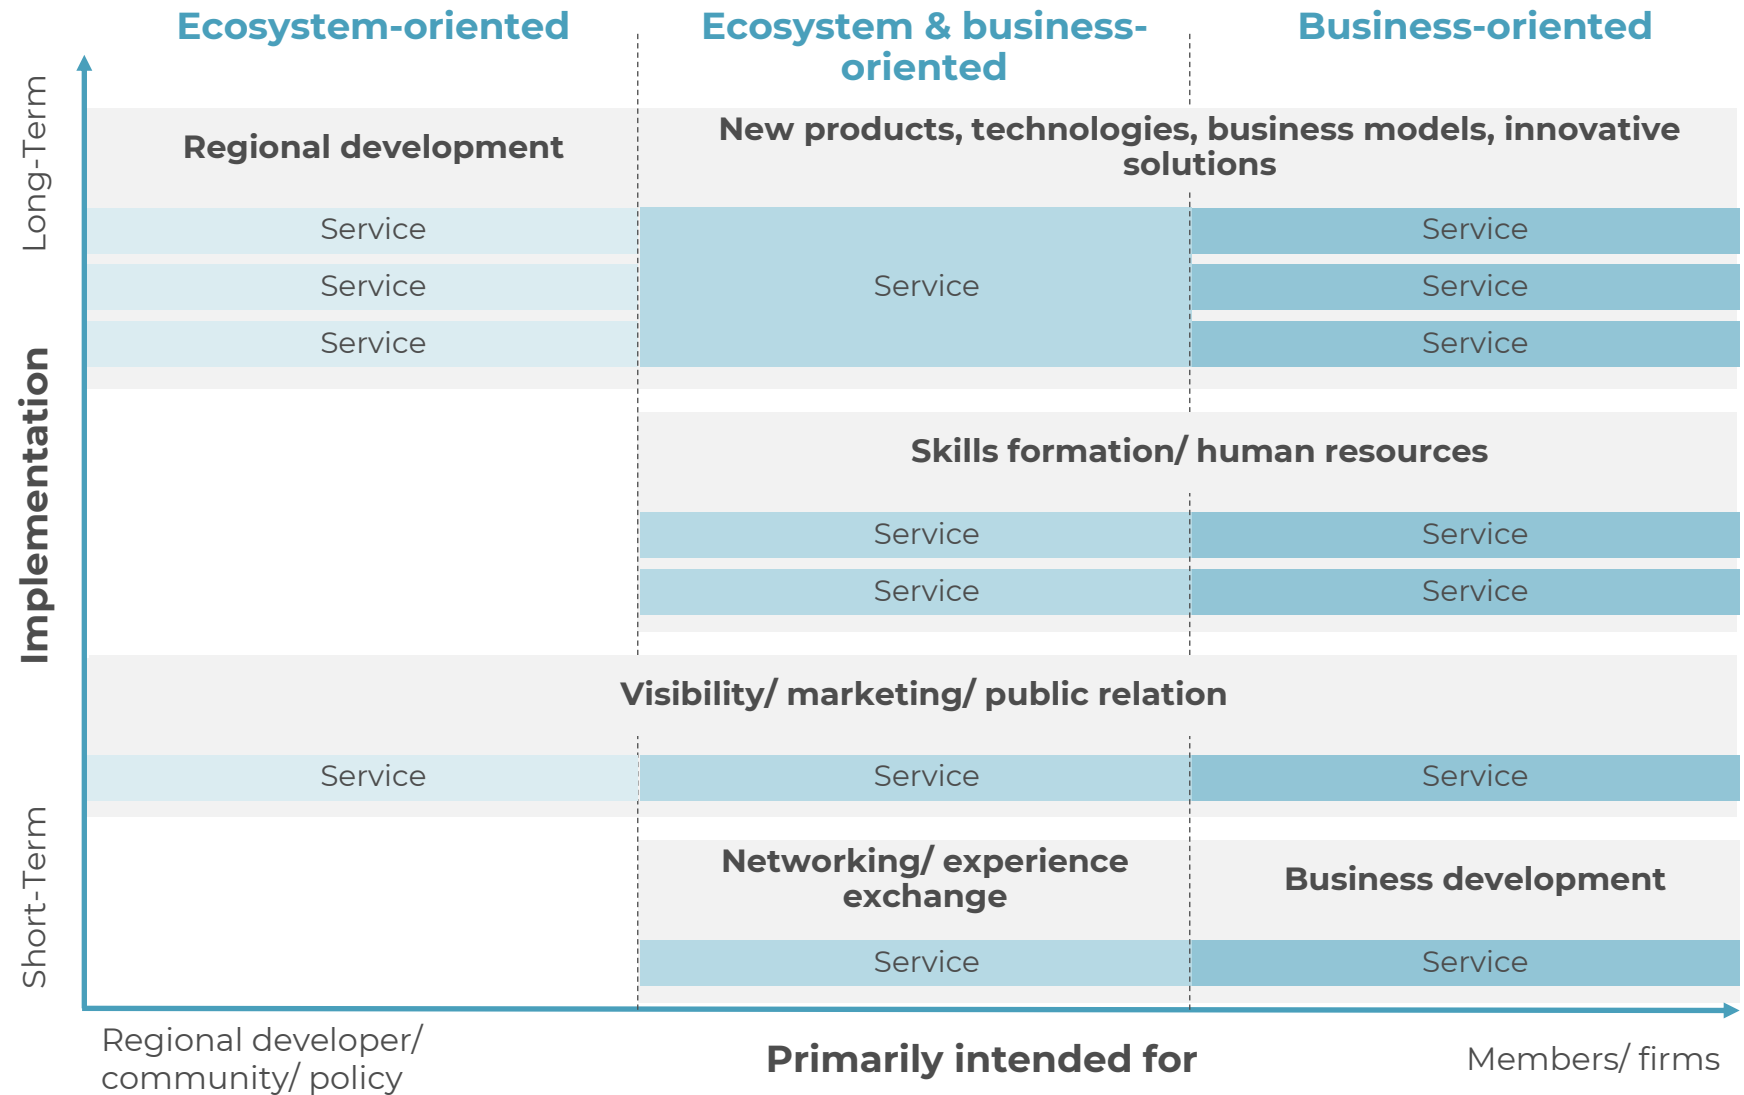 Ecosystem-oriented
Ecosystem & business-
oriented
Business-oriented
Long-Term
Implementation
Short-Term
Regional development
New products, technologies, business models, innovative
solutions
Service
Service
Service
Service
Service
Service
Service
Skills formation/ human resources
Service
Service
Service
Service
Visibility/ marketing/ public relation
Service
Service
Service
Networking/ experience
exchange
Business development
Service
Service
Regional developer/
community/ policy
Primarily intended for
Members/ firms